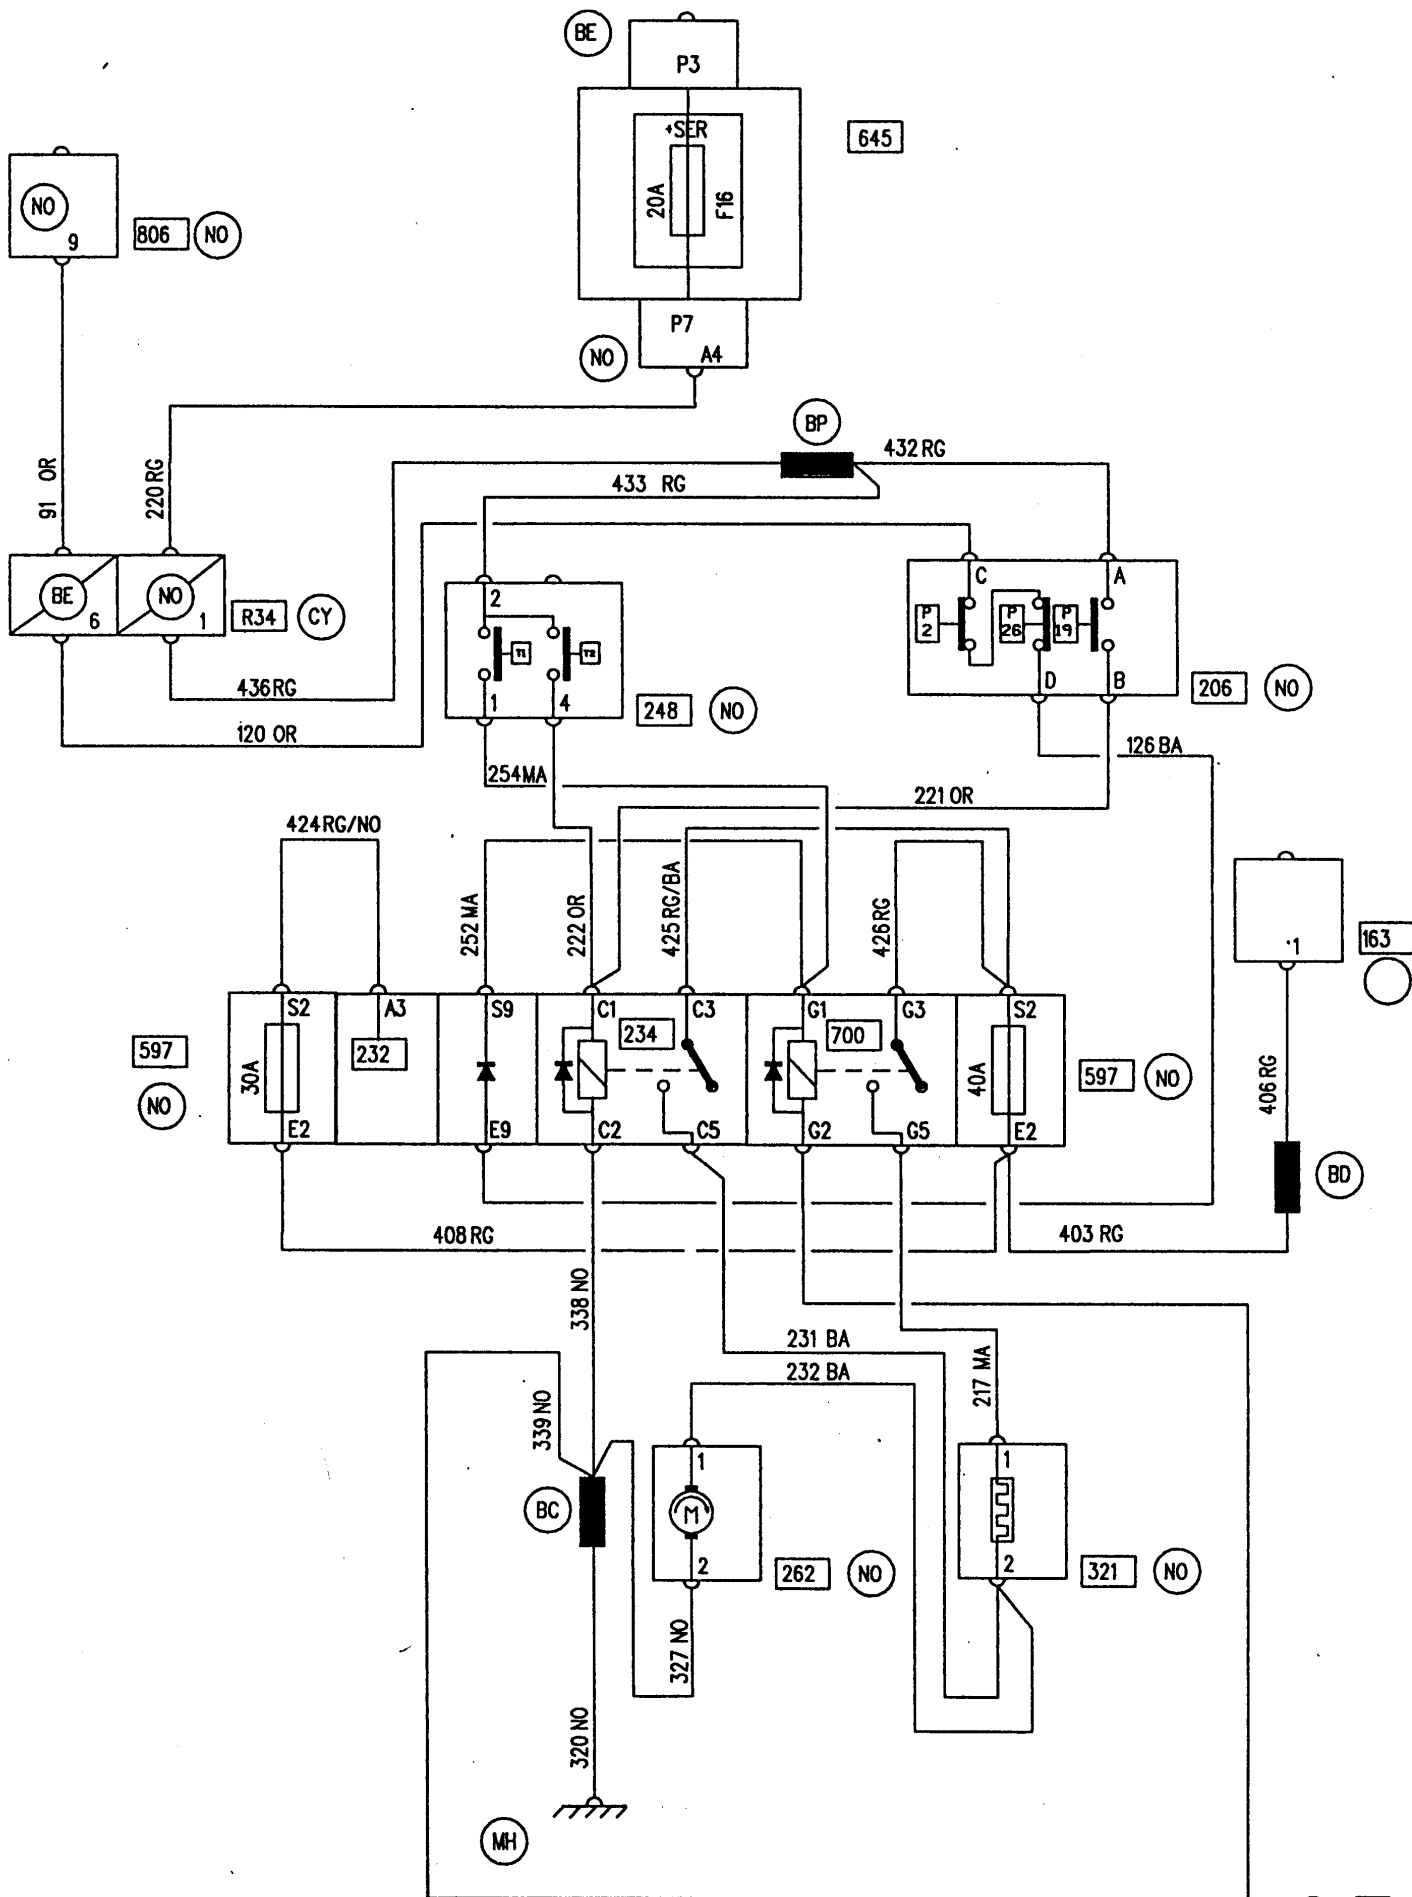 BE
P3
+SER
645
20A
F16
NO
9
806
NO
P7
NO
A4
BP
432 RG
433 RG
91 OR
220 RG
BE
6
NO
1
R34
CY
2
T1
T2
1
4
248
NO
C
A
P
2
P
26
P
19
D
B
206
NO
436 RG
120 OR
126 BA
254 MA
221 OR
424 RG/NO
252 MA
222 OR
425 RG/BA
426 RG
1
163
S2
A3
S9
C1
234
C3
G1
700
G3
S2
597
NO
30A
232
40A
597
NO
E2
E9
C2
C5
G2
G5
E2
406 RG
BD
408 RG
403 RG
338 NO
231 BA
232 BA
217 MA
339 NO
BC
1
M
2
262
NO
1
2
321
NO
327 NO
320 NO
MH